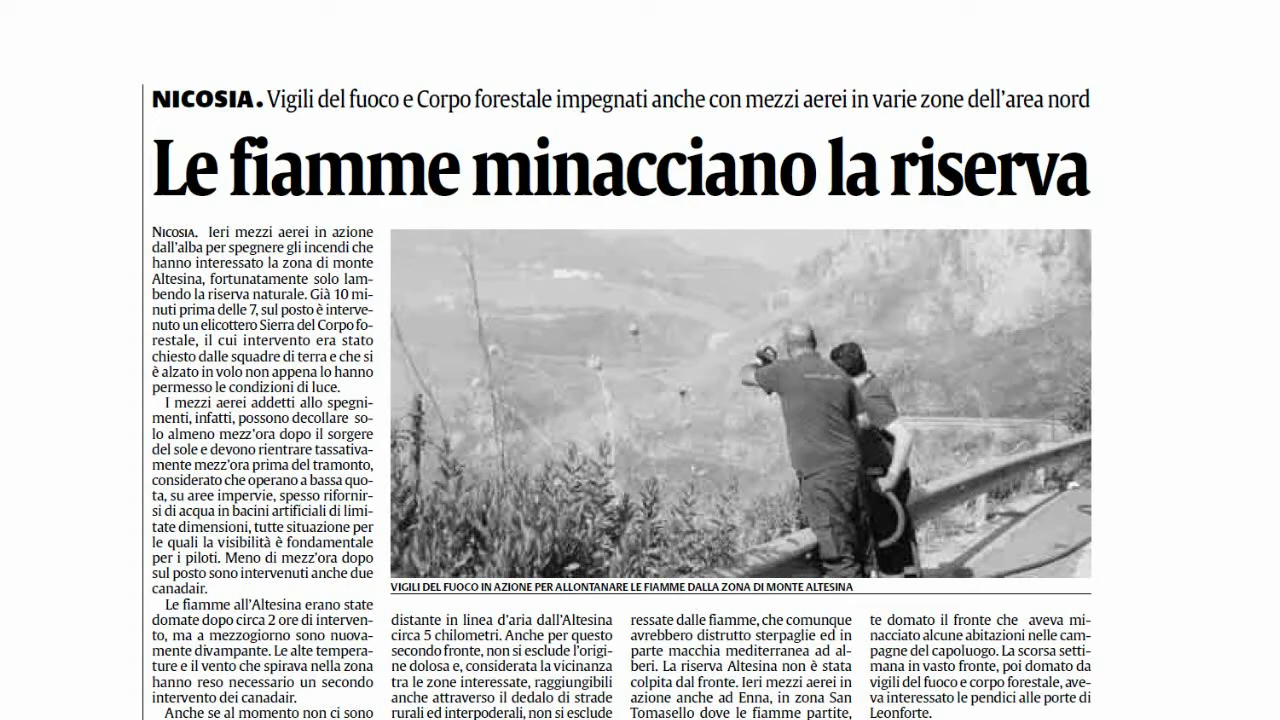 NICOSIA. Vigili del fuoco e Corpo forestale impegnati anche con mezzi aerei in varie zone dell'area nord
Le fiamme minacciano la riserva
NICOSIA. Ieri mezzi aerei in azione
dall'alba per spegnere gli incendi che
hanno interessato la zona di monte
Altesina, fortunatamente solo lam-
bendo la riserva naturale. Già 10 mi-
nuti prima delle 7, sul posto è interve-
nuto un elicottero Sierra del Corpo fo-
restale, il cui intervento era stato
chiesto dalle squadre di terra e che si
è alzato in volo non appena lo hanno
permesso le condizioni di luce.
I mezzi aerei addetti allo spegni-
menti, infatti, possono decollare so-
lo almeno mezz'ora dopo il sorgere
del sole e devono rientrare tassativa-
mente mezz'ora prima del tramonto,
considerato che operano a bassa quo-
ta, su aree impervie, spesso rifornir-
si di acqua in bacini artificiali di limi-
tate dimensioni, tutte situazione per
le quali la visibilità è fondamentale
per i piloti. Meno di mezz'ora dopo
sul posto sono intervenuti anche due
canadair.
Le fiamme all'Altesina erano state
domate dopo circa 2 ore di interven-
to, ma a mezzogiorno sono nuova-
mente divampante. Le alte tempera-
ture e il vento che spirava nella zona
hanno reso necessario un secondo
intervento dei canadair.
Anche se al momento non ci sono
VIGILI DEL FUOCO IN AZIONE PER ALLONTANARE LE FIAMME DALLA ZONA DI MONTE ALTESINA
distante in linea d'aria dall'Altesina
circa 5 chilometri. Anche per questo
secondo fronte, non si esclude l'origi-
ne dolosa e, considerata la vicinanza
tra le zone interessate, raggiungibili
anche attraverso il dedalo di strade
rurali ed interpoderali, non si esclude
ressate dalle fiamme, che comunque
avrebbero distrutto sterpaglie ed in
parte macchia mediterranea ad al-
beri. La riserva Altesina non è stata
colpita dal fronte. Ieri mezzi aerei in
azione anche ad Enna, in zona San
Tomasello dove le fiamme partite,
te domato il fronte che aveva mi-
nacciato alcune abitazioni nelle cam-
pagne del capoluogo. La scorsa setti-
mana in vasto fronte, poi domato da
vigili del fuoco e corpo forestale, ave-
va interessato le pendici alle porte di
Leonforte.